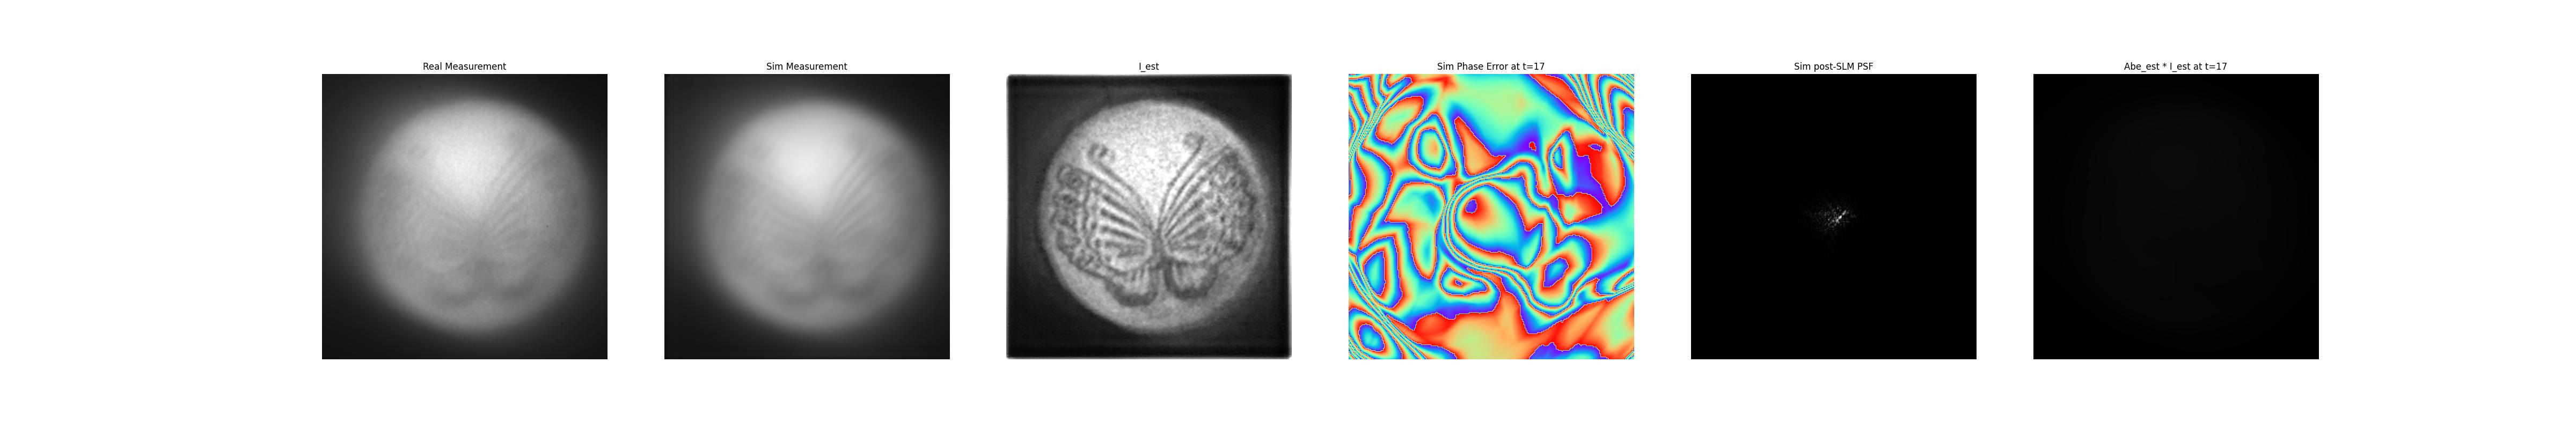 Real Measurement
Sim Measurement
I_est
Sim Phase Error at t=17
Sim post-SLM PSF
Abe_est * I_est at t=17